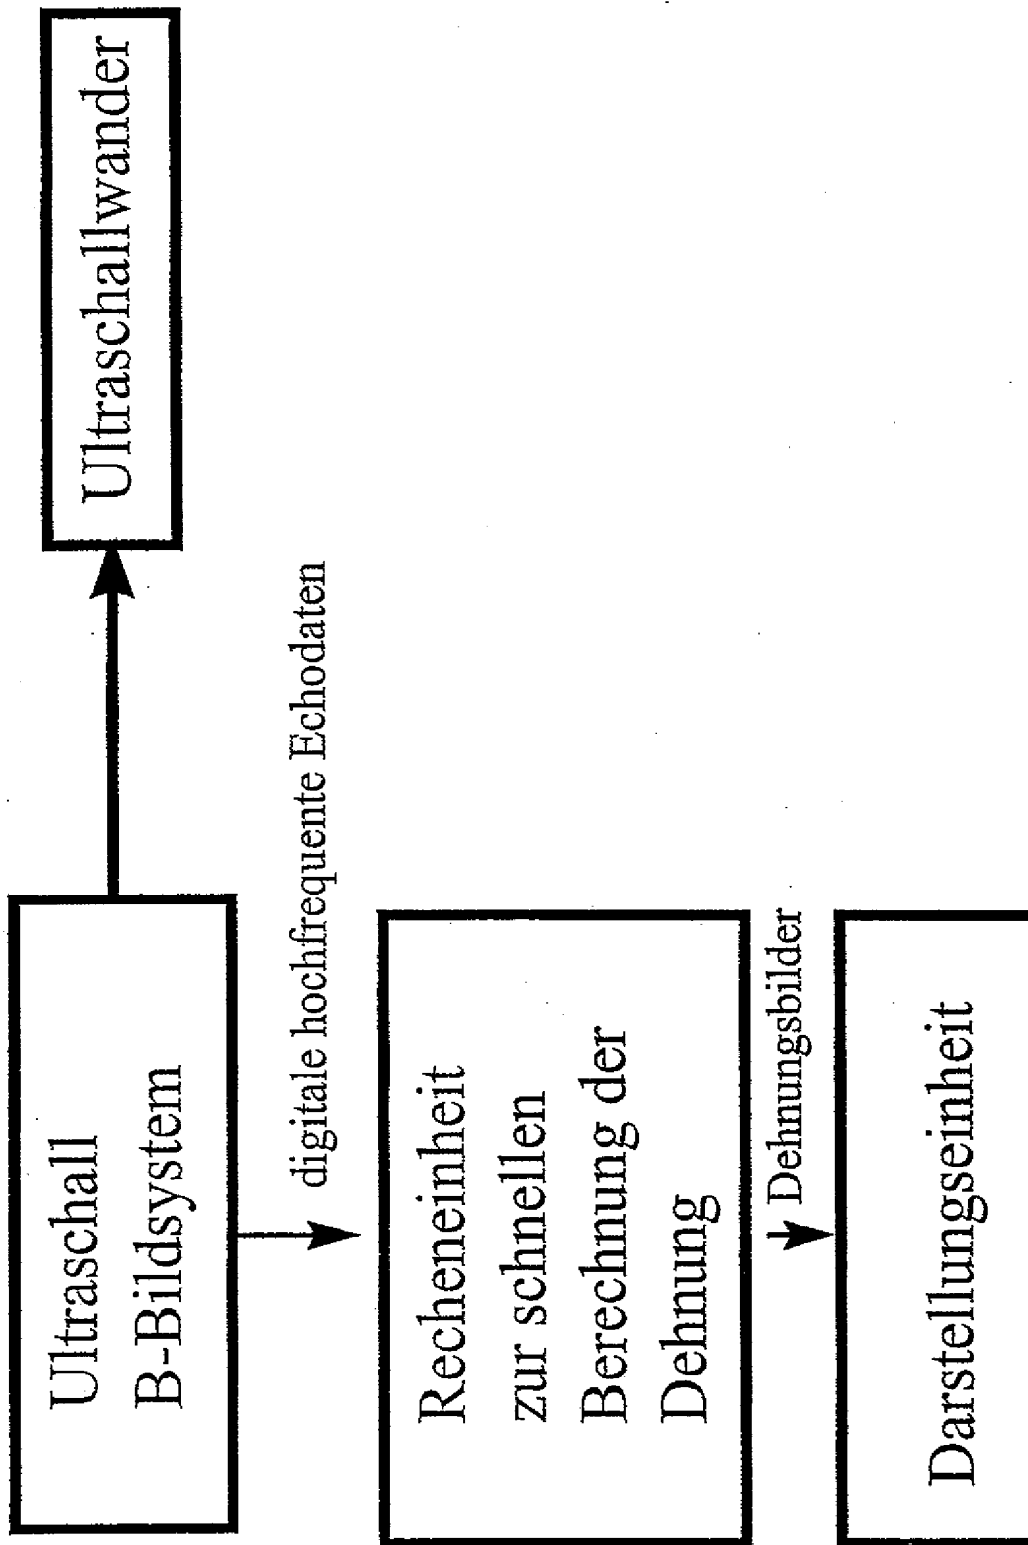 Ultraschall
B-Bildsystem
Ultraschallwander
digitale hochfrequente Echodaten
Recheneinheit
zur schnellen
Berechnung der
Dehnung
Dehnungsbilder
Darstellungseinheit